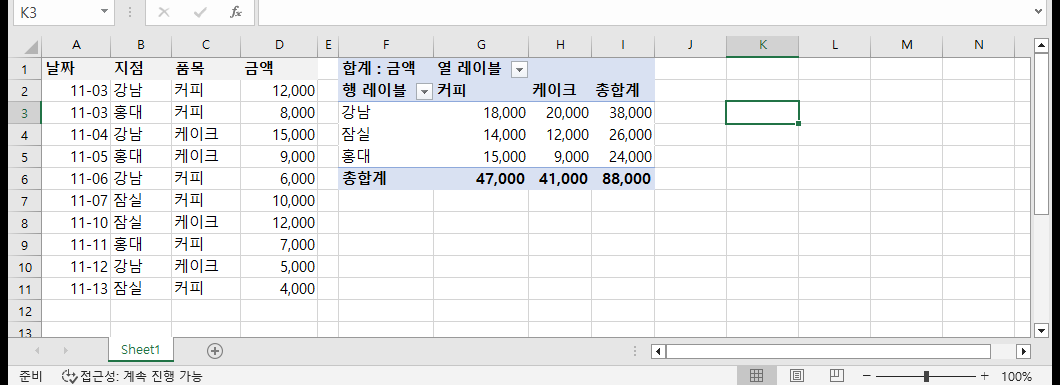 K3 fx
A B C D E F G H I J K L M N
1 날짜 지점 품목 금액 합계 : 금액 열 레이블
2 11-03 강남 커피 12,000 행 레이블 커피 케이크 총합계
3 11-03 홍대 커피 8,000 강남 18,000 20,000 38,000
4 11-04 강남 케이크 15,000 잠실 14,000 12,000 26,000
5 11-05 홍대 케이크 9,000 홍대 15,000 9,000 24,000
6 11-06 강남 커피 6,000 총합계 47,000 41,000 88,000
7 11-07 잠실 커피 10,000
8 11-10 잠실 케이크 12,000
9 11-11 홍대 커피 7,000
10 11-12 강남 케이크 5,000
11 11-13 잠실 커피 4,000
12
13
Sheet1
준비 접근성: 계속 진행 가능 100%